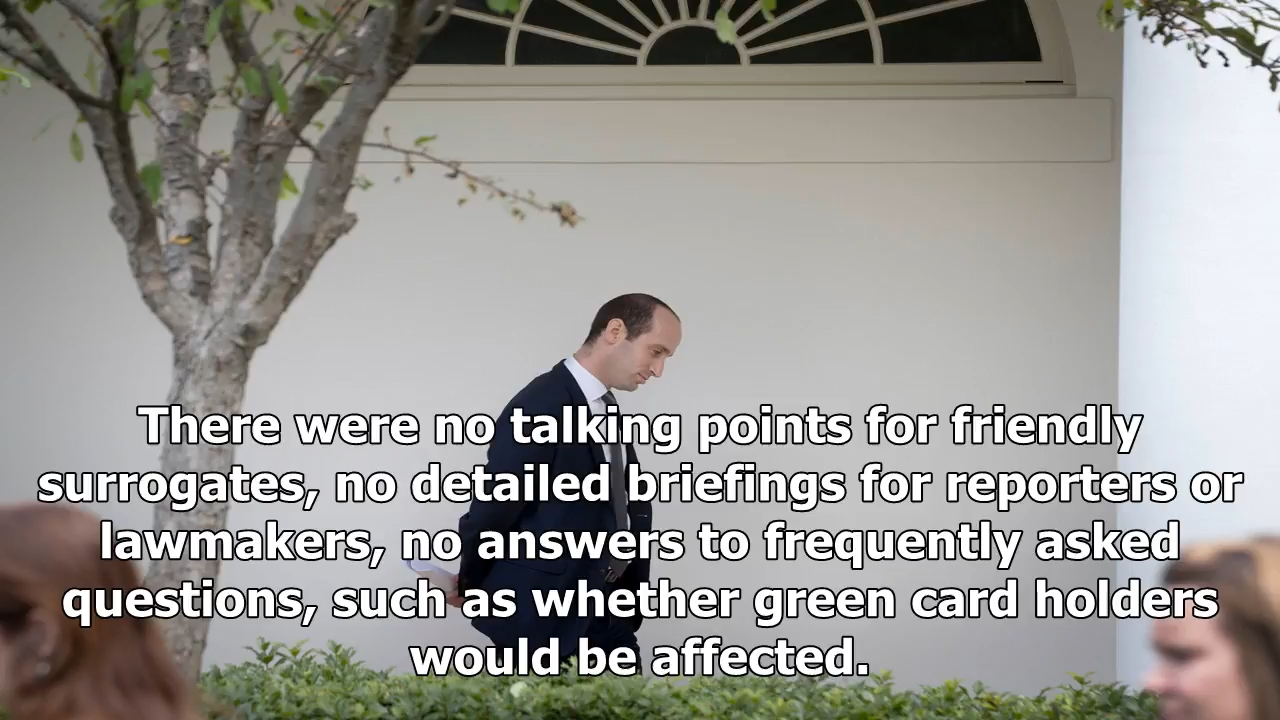 There were no talking points for friendly
surrogates, no detailed briefings for reporters or
lawmakers, no answers to frequently asked
questions, such as whether green card holders
would be affected.